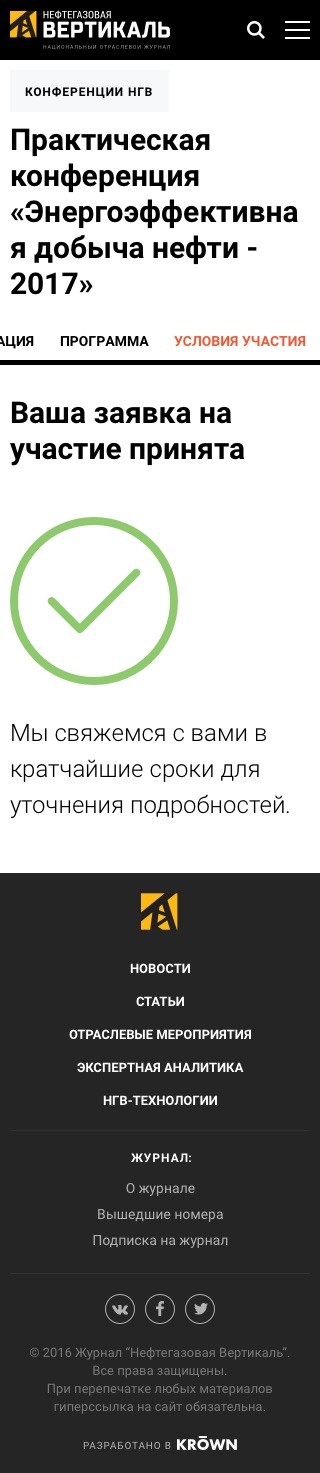 НЕФТЕГАЗОВАЯ
ВЕРТИКАЛЬ
НАЦИОНАЛЬНЫЙ ОТРАСЛЕВОЙ ЖУРНАЛ
КОНФЕРЕНЦИИ НГВ
Практическая
конференция
«Энергоэффективна
я добыча нефти -
2017»
АЦИЯ ПРОГРАММА УСЛОВИЯ УЧАСТИЯ
Ваша заявка на
участие принята
Мы свяжемся с вами в
кратчайшие сроки для
уточнения подробностей.
НОВОСТИ
СТАТЬИ
ОТРАСЛЕВЫЕ МЕРОПРИЯТИЯ
ЭКСПЕРТНАЯ АНАЛИТИКА
НГВ-ТЕХНОЛОГИИ
ЖУРНАЛ:
О журнале
Вышедшие номера
Подписка на журнал
© 2016 Журнал "Нефтегазовая Вертикаль".
Все права защищены.
При перепечатке любых материалов
гиперссылка на сайт обязательна.
РАЗРАБОТАНО В KRŌWN